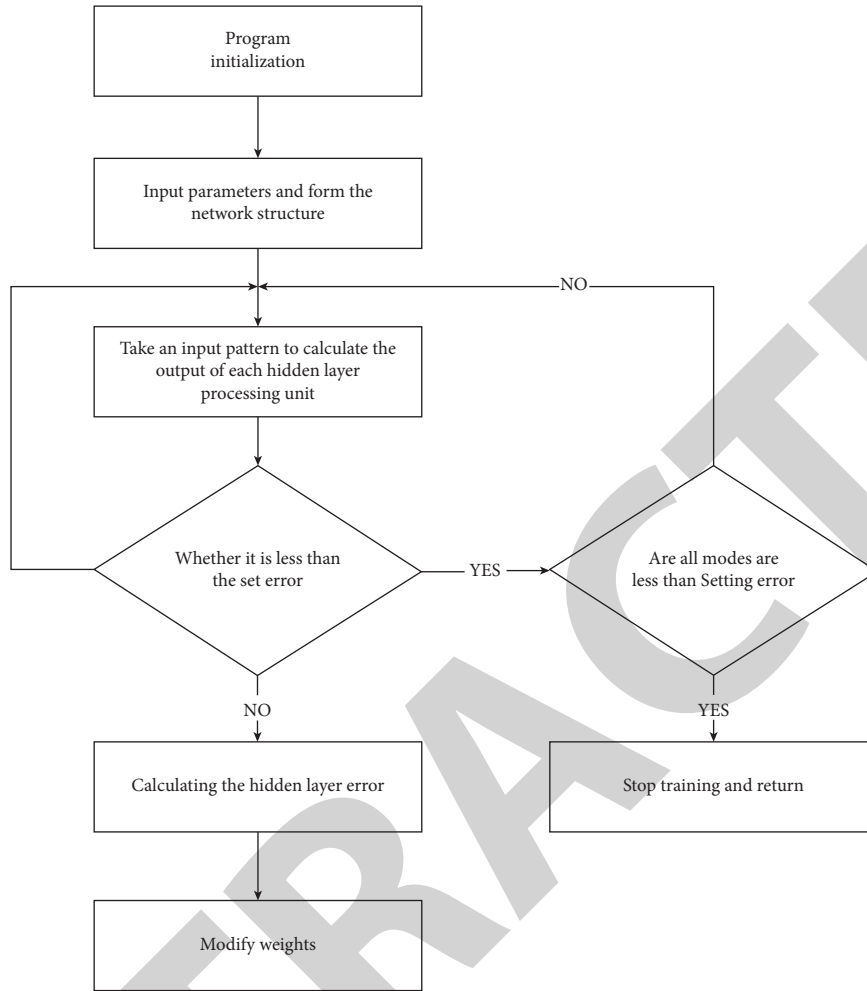 Program
initialization
Input parameters and form the
network structure
NO
Take an input pattern to calculate the
output of each hidden layer
processing unit
Whether it is less than
the set error
YES
Are all modes are
less than Setting error
NO
YES
Calculating the hidden layer error
Stop training and return
Modify weights